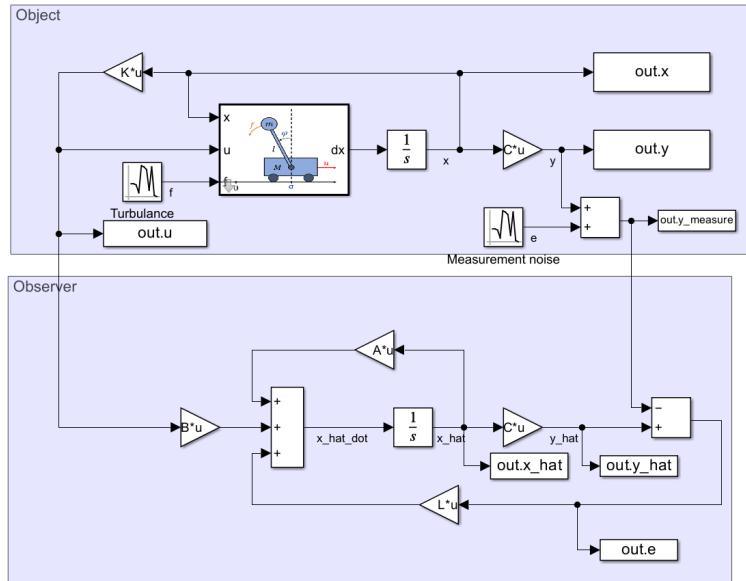 Object
K*u
out.x
x
u
f
m
φ
l
M
u
a
dx
1
s
x
C*u
y
out.y
f
Turbulance
out.u
e
Measurement noise
+
+
out.y_measure
Observer
A*u
B*u
+
+
+
x_hat_dot
1
s
x_hat
C*u
y_hat
−
+
out.x_hat
out.y_hat
L*u
out.e